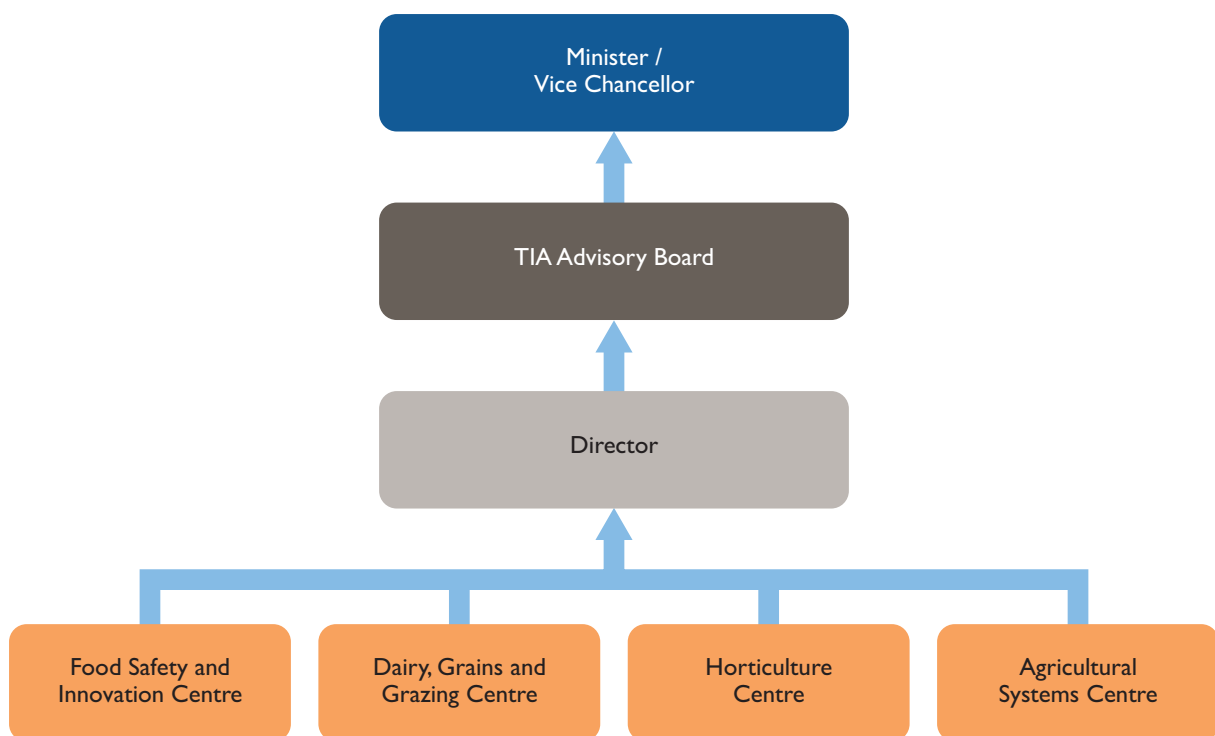 Minister /
Vice Chancellor
TIA Advisory Board
Director
Food Safety and
Innovation Centre
Dairy, Grains and
Grazing Centre
Horticulture
Centre
Agricultural
Systems Centre